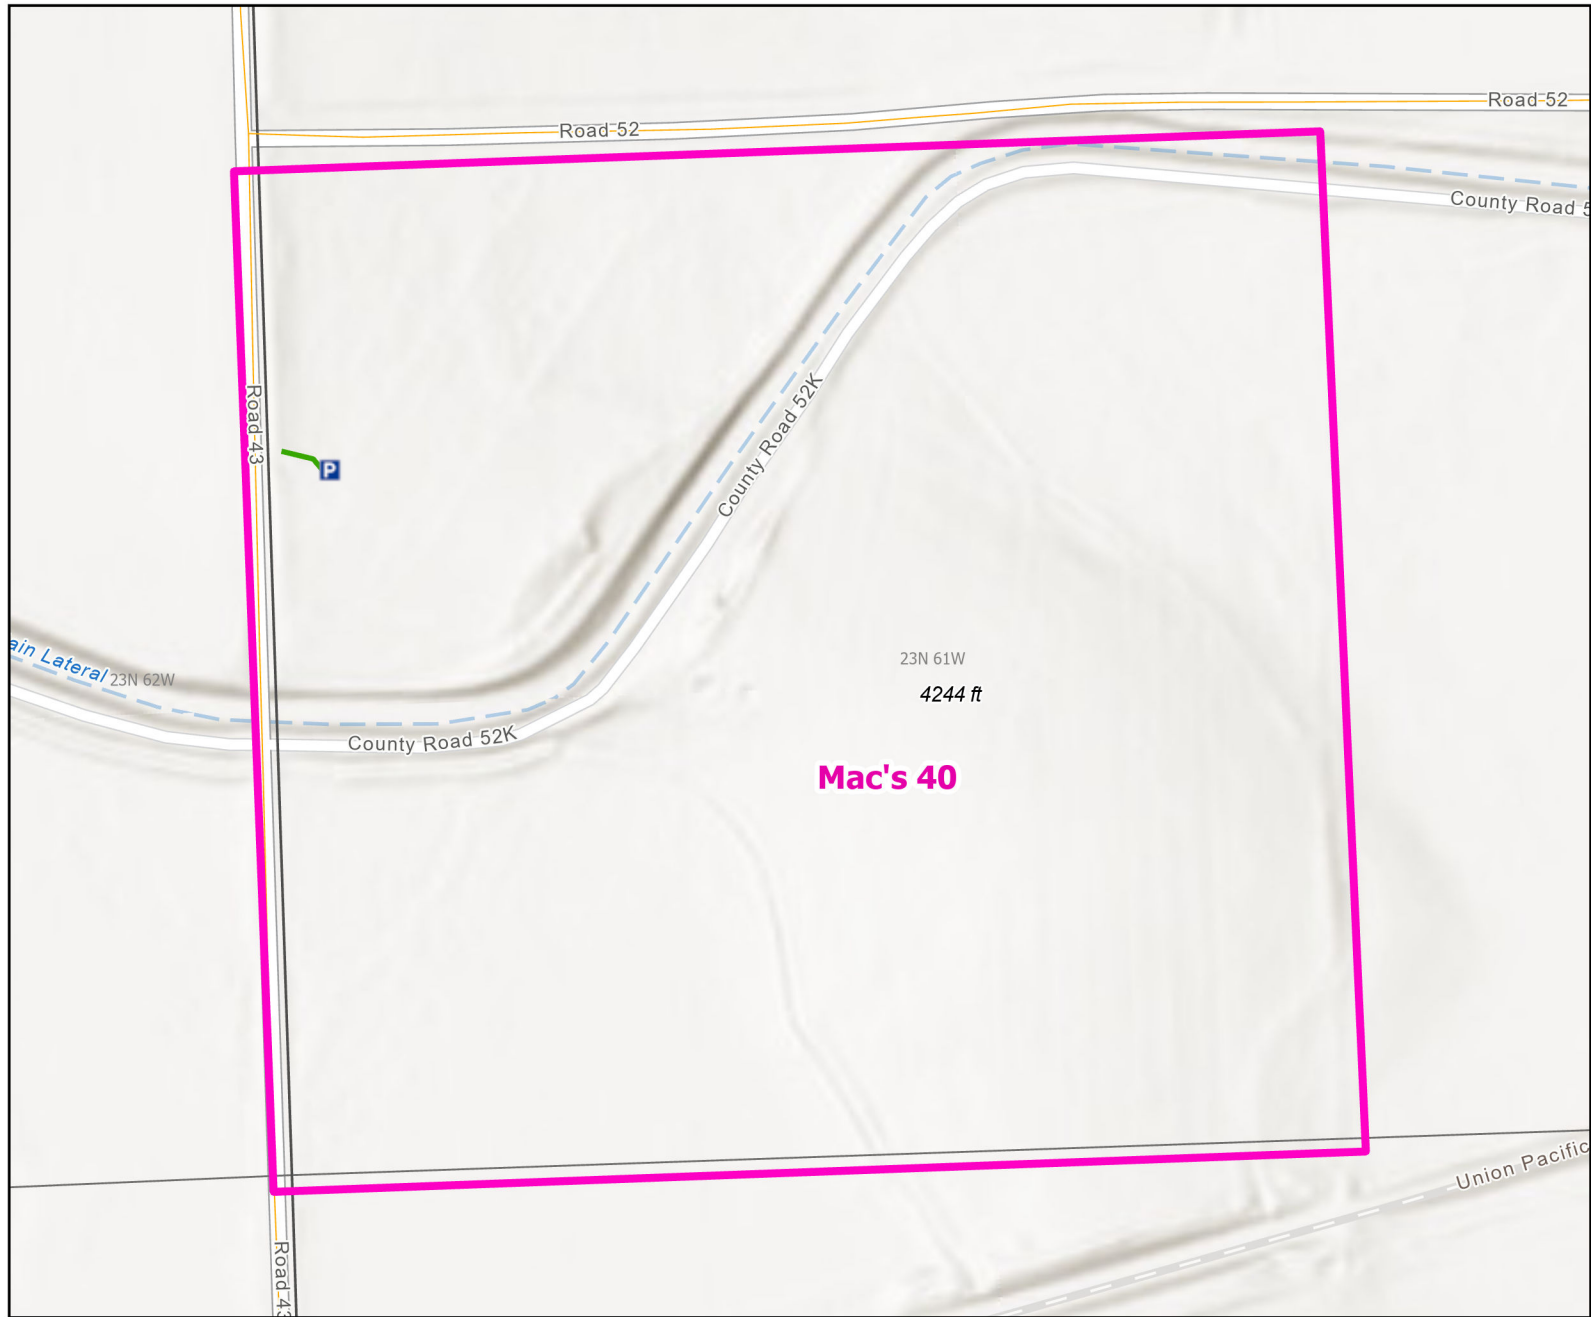 Road 52
Road 52
County Road 5
Road 43
P
County Road 52K
ain Lateral
23N 62W
23N 61W
4244 ft
County Road 52K
Mac's 40
Union Pacific
Road 43